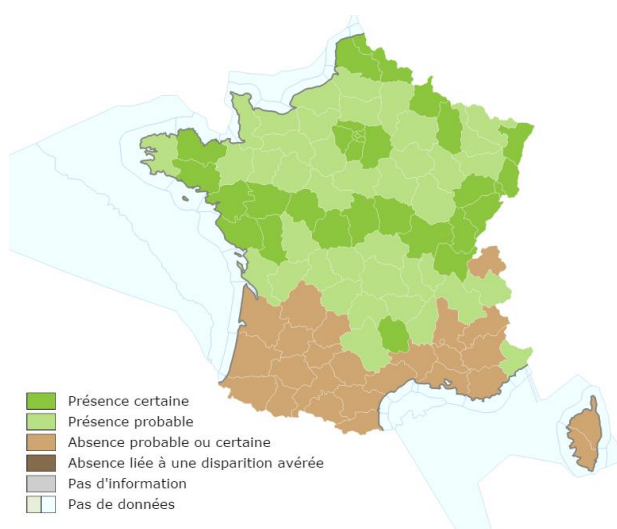 Présence certaine
Présence probable
Absence probable ou certaine
Absence liée à une disparition avérée
Pas d'information
Pas de données